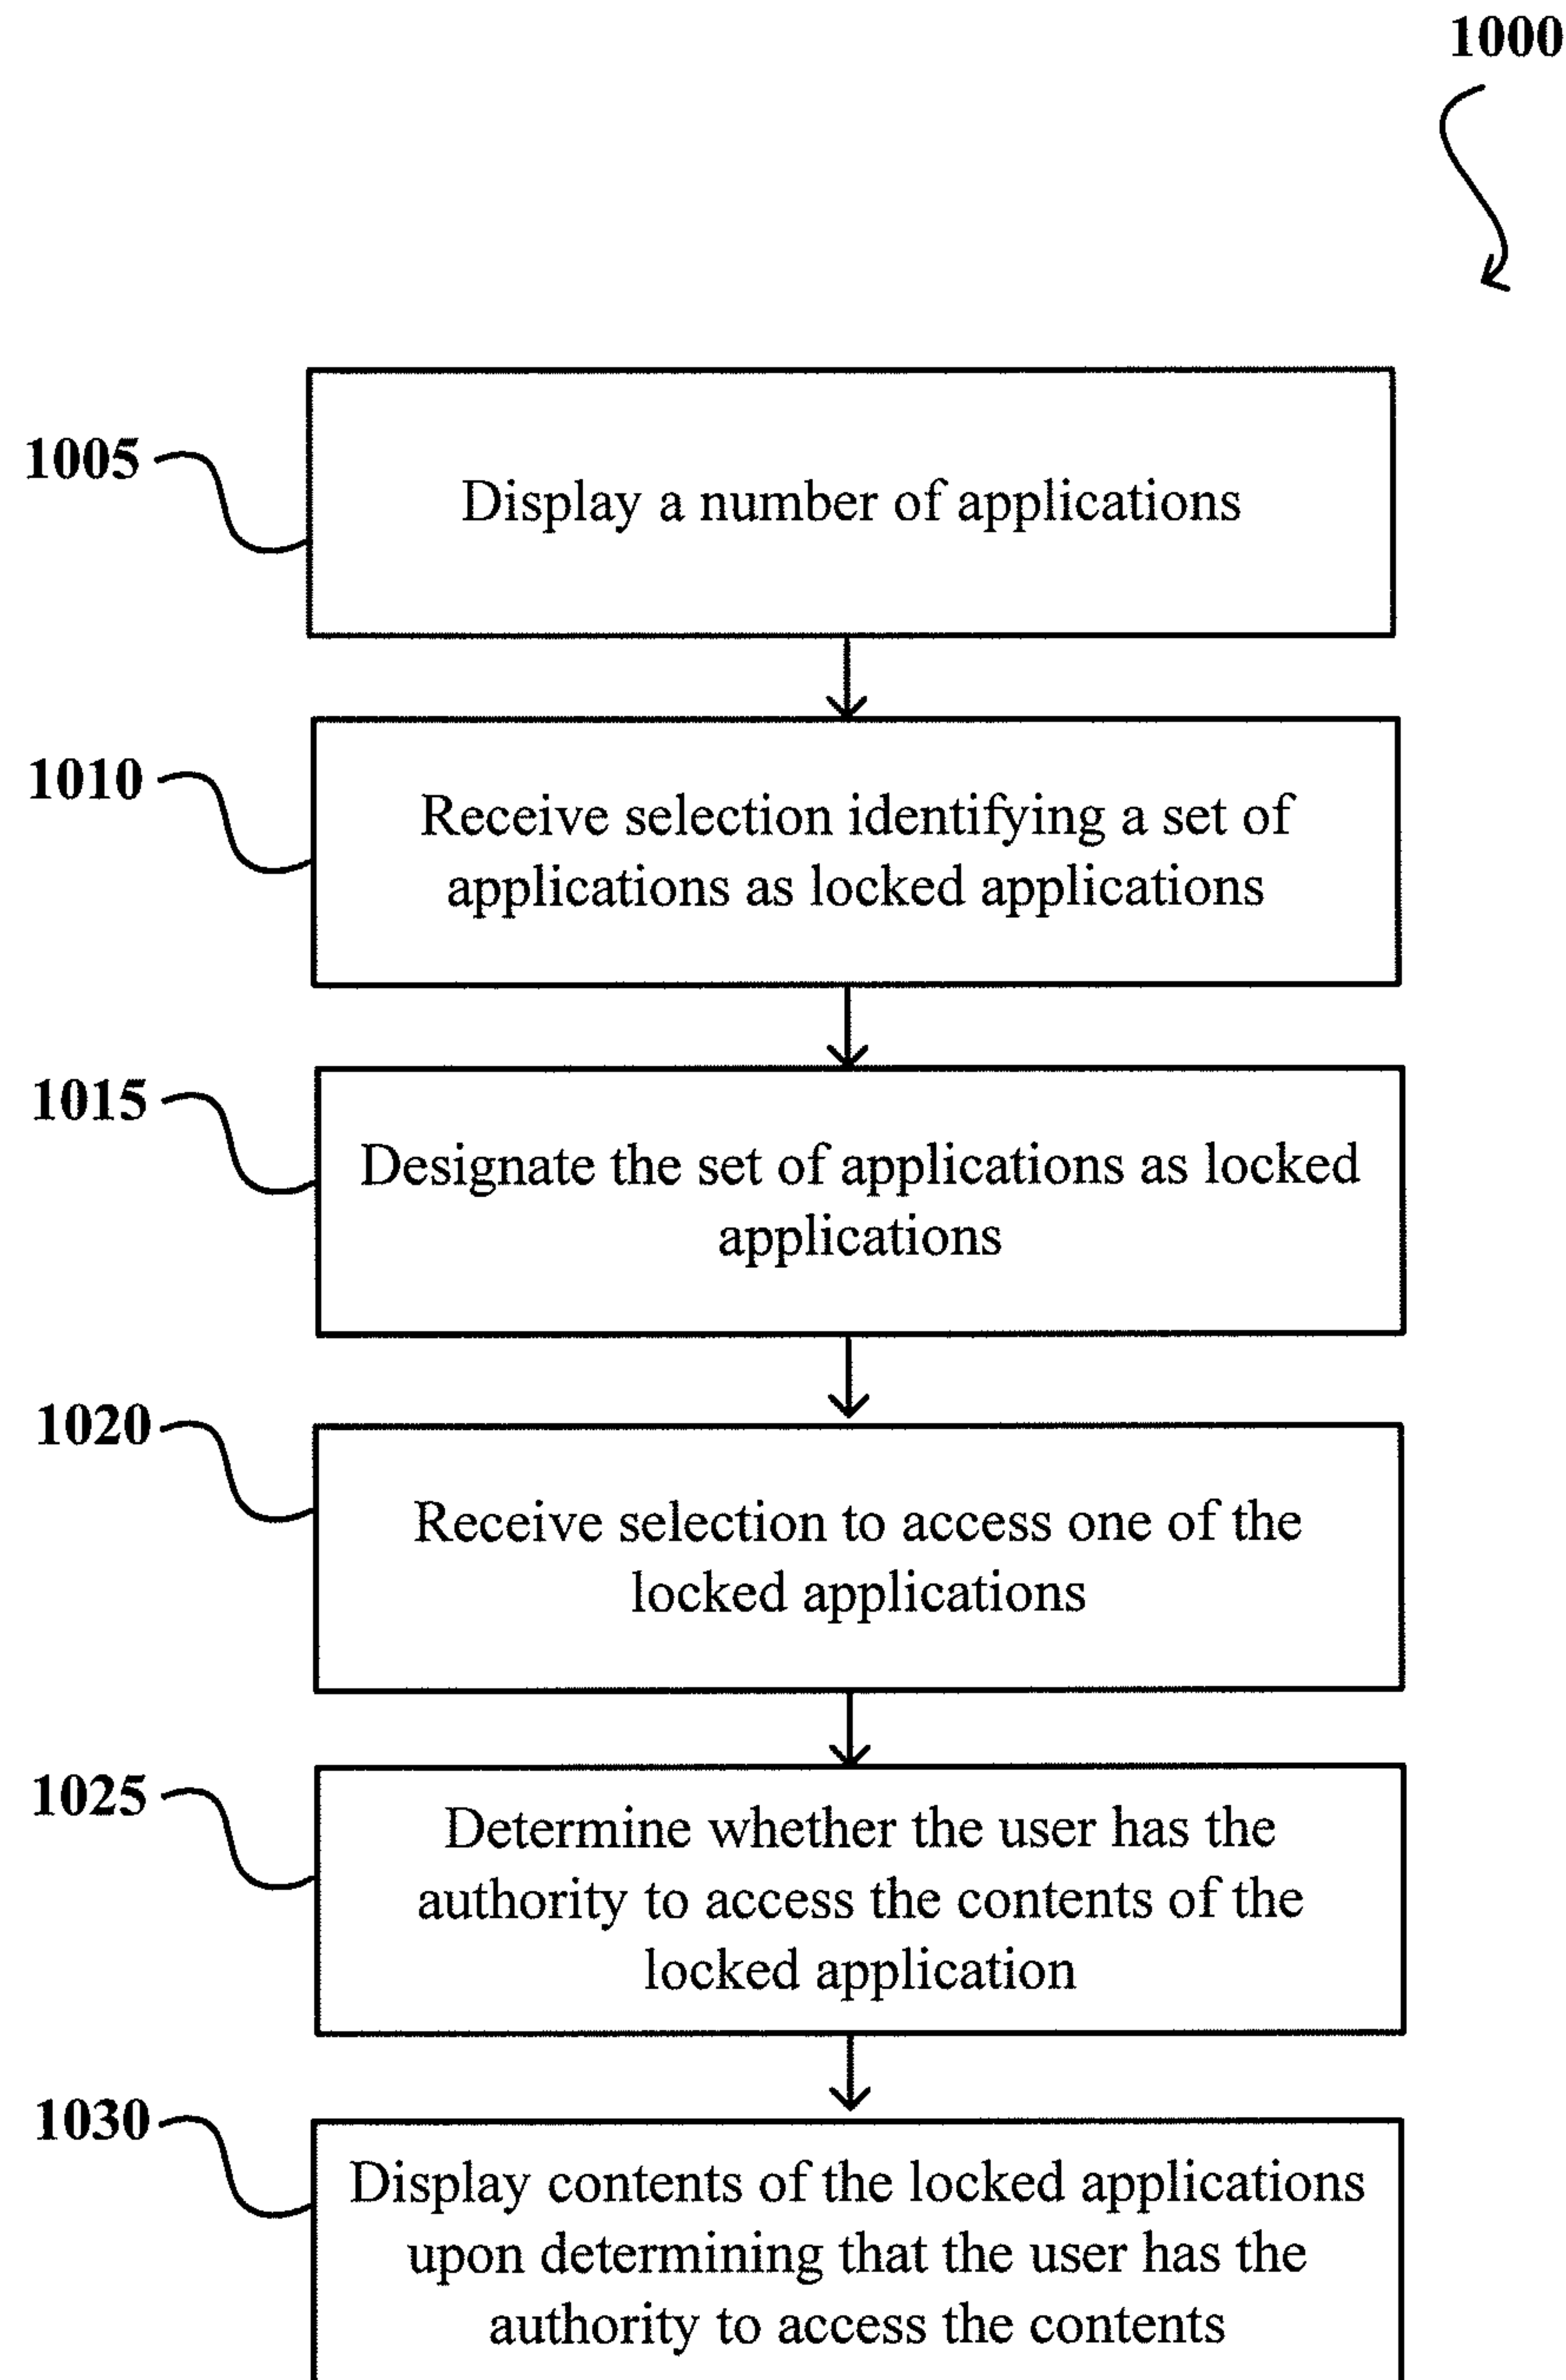 1000
1005
Display a number of applications
1010
Receive selection identifying a set of
applications as locked applications
1015
Designate the set of applications as locked
applications
1020
Receive selection to access one of the
locked applications
1025
Determine whether the user has the
authority to access the contents of the
locked application
1030
Display contents of the locked applications
upon determining that the user has the
authority to access the contents